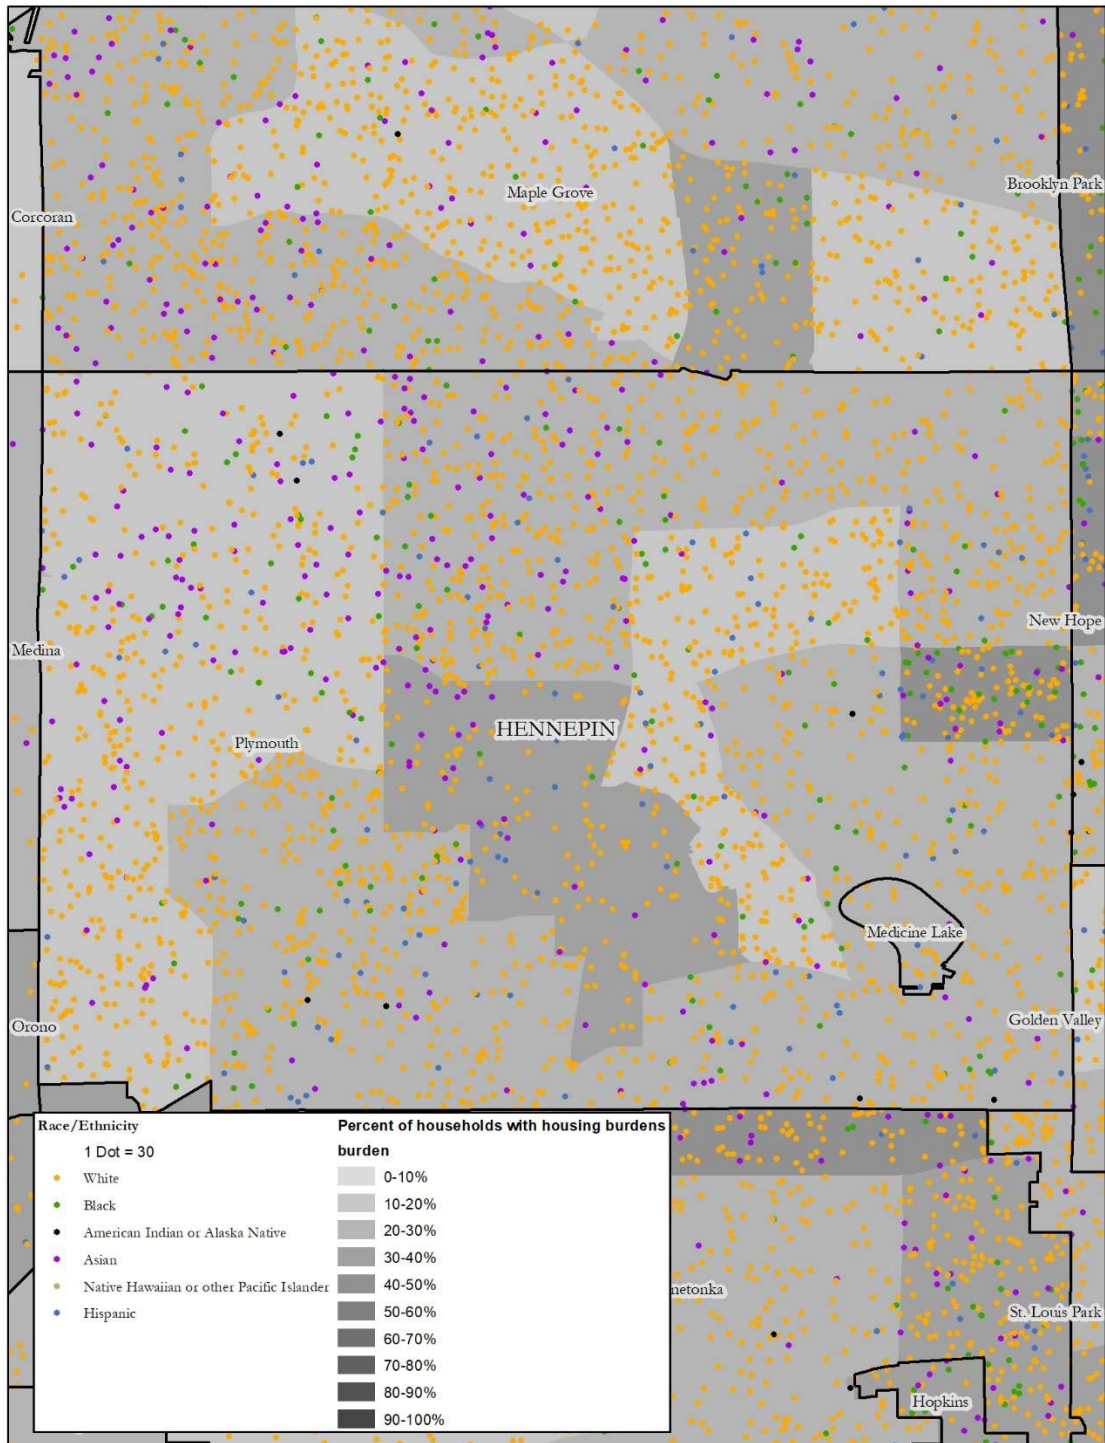 Maple Grove
Brooklyn Park
Corcoran
New Hope
Medina
HENNEPIN
Plymouth
Medicine Lake
Golden Valley
Orono
Race/Ethnicity
1 Dot = 30
White
Black
American Indian or Alaska Native
Asian
Native Hawaiian or other Pacific Islander
Hispanic
Percent of households with housing burdens
burden
0-10%
10-20%
20-30%
30-40%
40-50%
50-60%
60-70%
70-80%
80-90%
90-100%
netonka
St. Louis Park
Hopkins